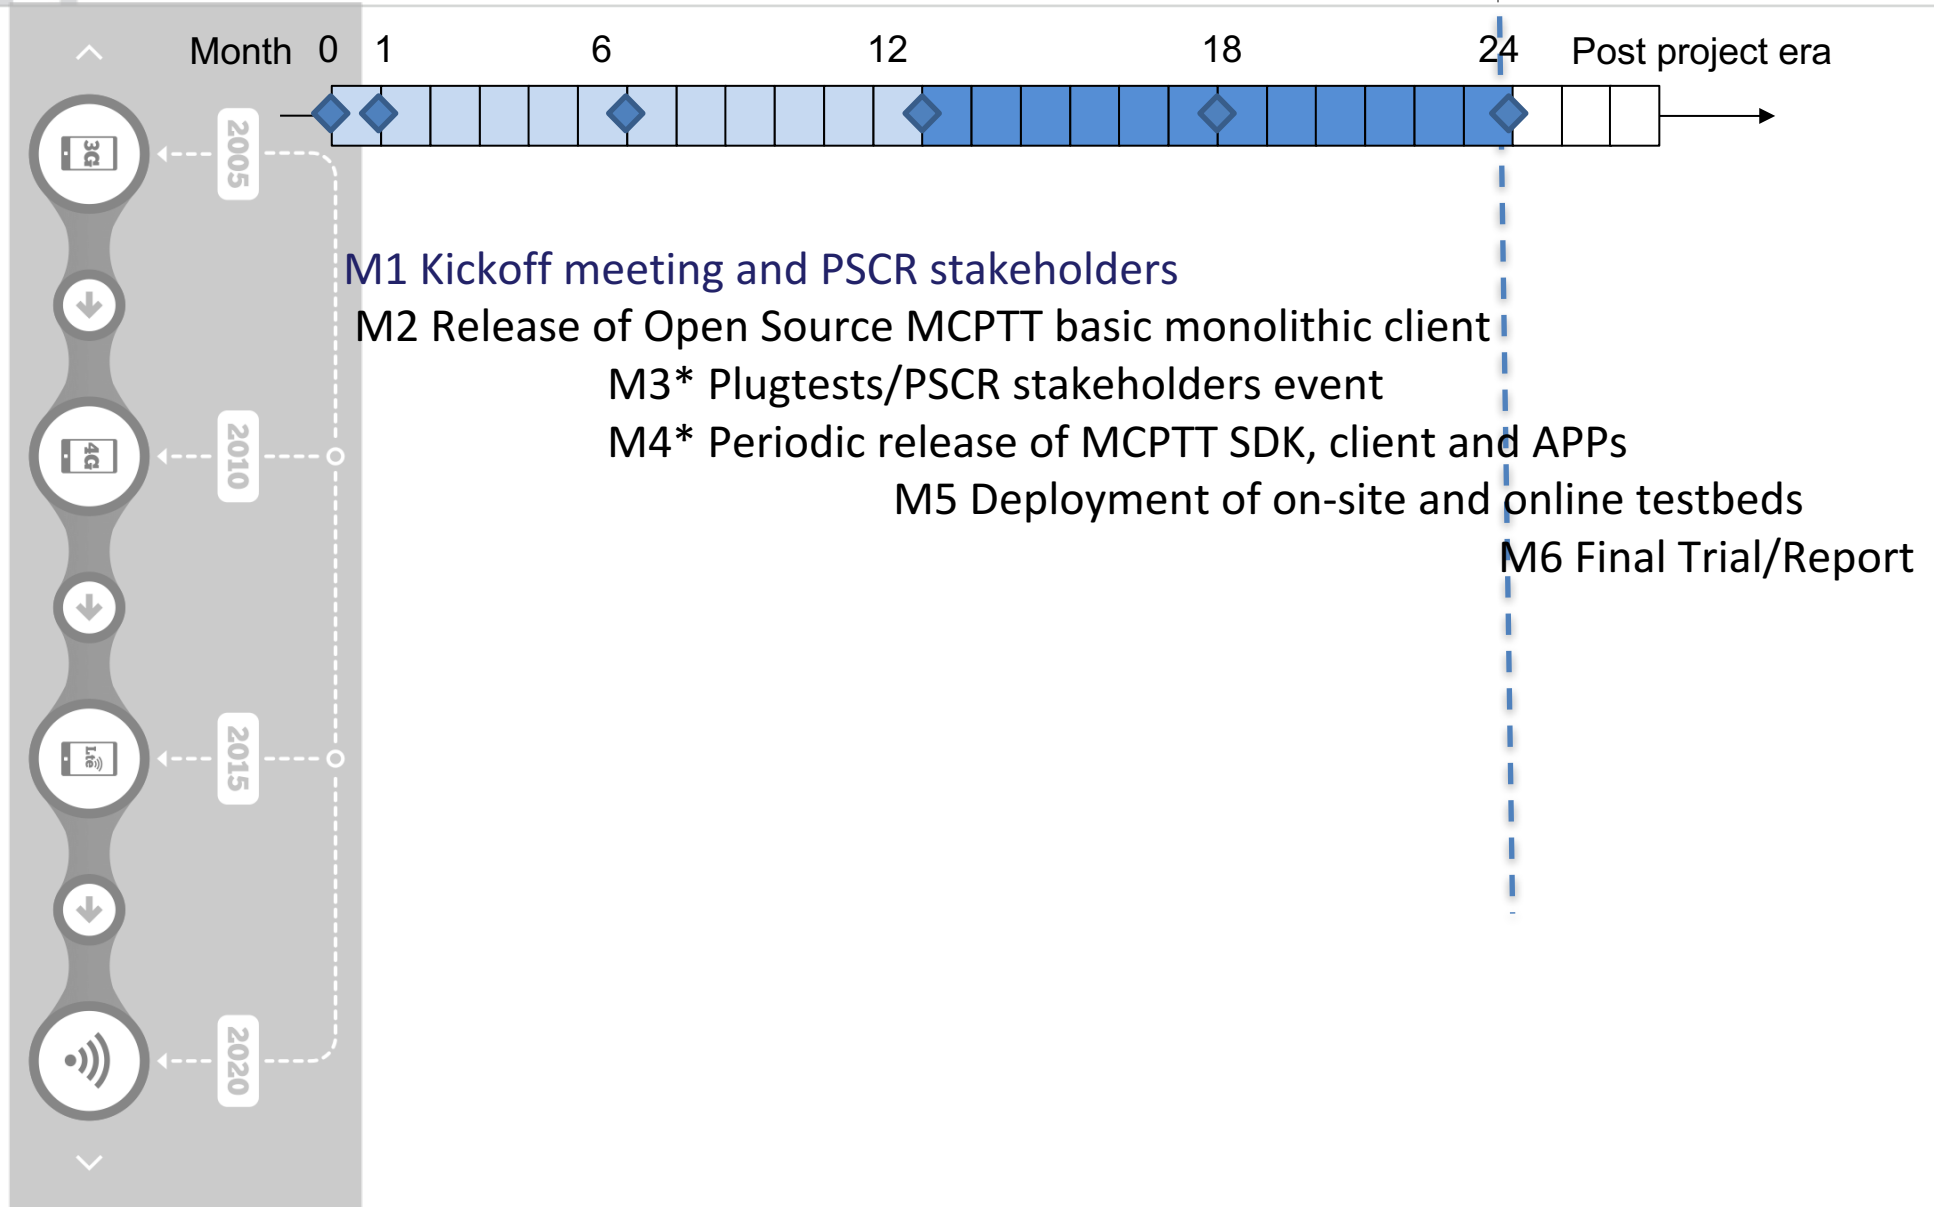 Month 0 1 6 12 18 24 Post project era
3G
2005
M1 Kickoff meeting and PSCR stakeholders
M2 Release of Open Source MCPTT basic monolithic client
M3* Plugtests/PSCR stakeholders event
M4* Periodic release of MCPTT SDK, client and APPs
4G
2010
M5 Deployment of on-site and online testbeds
M6 Final Trial/Report
Lte
2015
2020